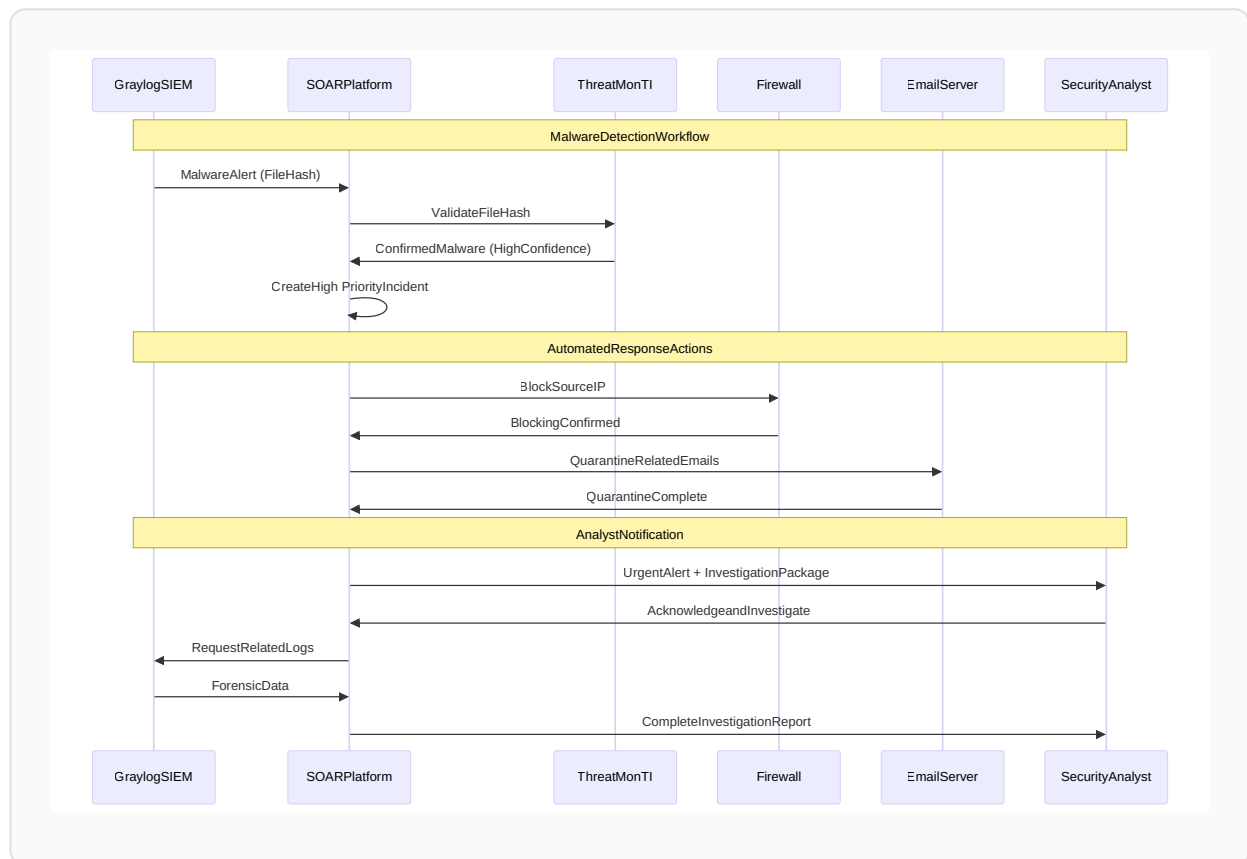 GraylogSIEM
SOARPlatform
ThreatMonTI
Firewall
EmailServer
SecurityAnalyst
MalwareDetectionWorkflow
MalwareAlert (FileHash)
ValidateFileHash
ConfirmedMalware (HighConfidence)
CreateHigh PriorityIncident
AutomatedResponseActions
BlockSourceIP
BlockingConfirmed
QuarantineRelatedEmails
QuarantineComplete
AnalystNotification
UrgentAlert + InvestigationPackage
AcknowledgeandInvestigate
RequestRelatedLogs
ForensicData
CompleteInvestigationReport
GraylogSIEM
SOARPlatform
ThreatMonTI
Firewall
EmailServer
SecurityAnalyst